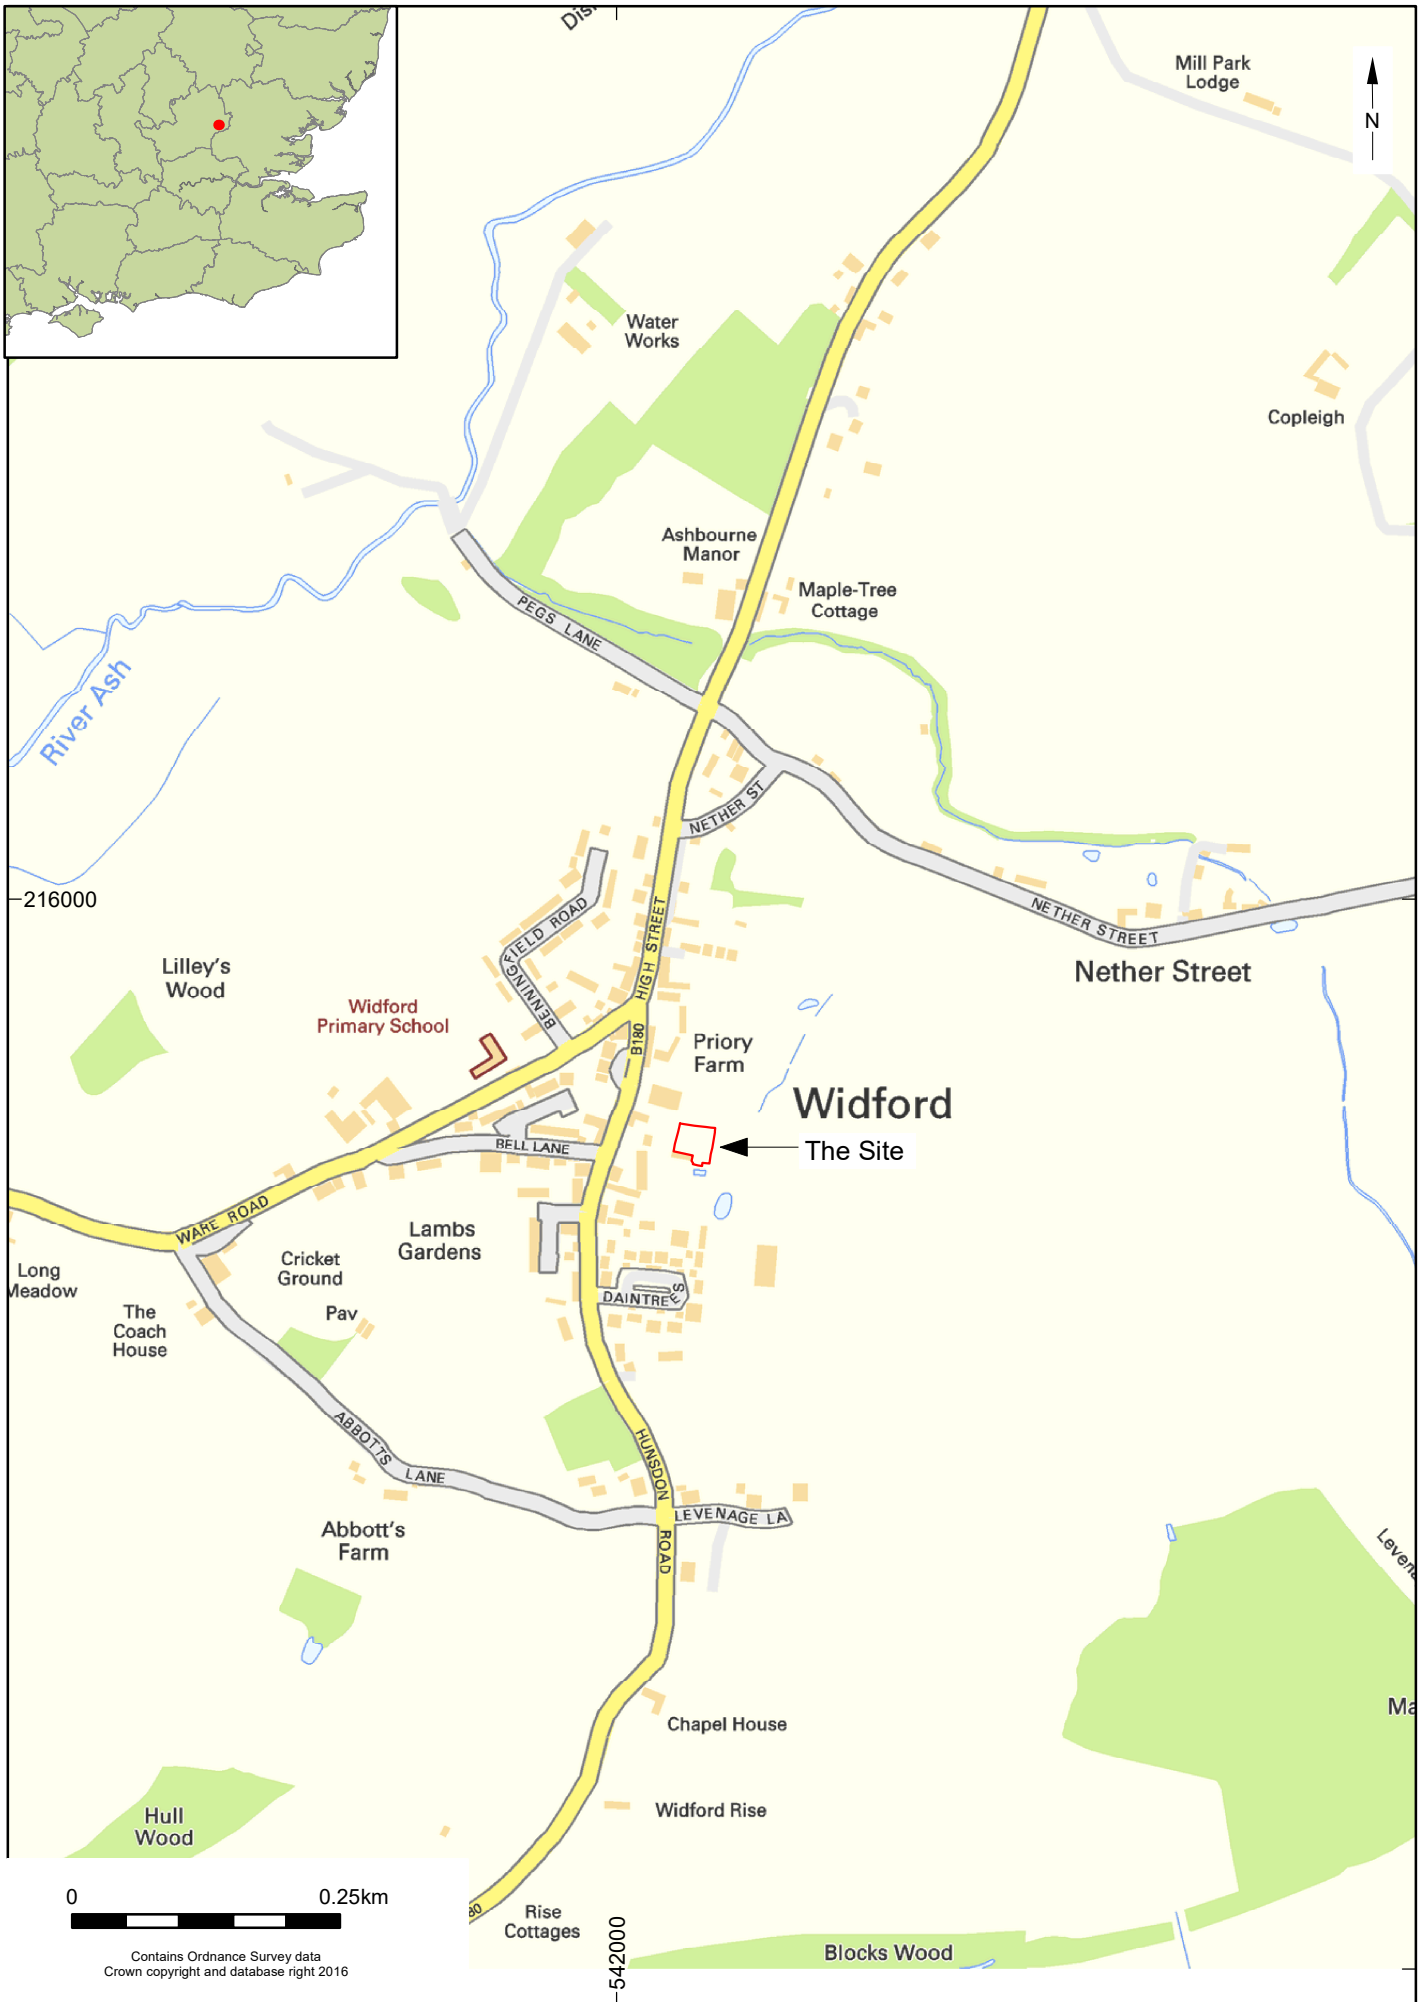 Mill Park
Lodge
N
Water
Works
Copleigh
Ashbourne
Manor
Maple-Tree
Cottage
PEGS LANE
River Ash
NETHER ST
216000
HIGH STREET
BENNINGFIELD ROAD
NETHER STREET
Nether Street
Lilley's
Wood
Widford
Primary School
B180
Priory
Farm
Widford
The Site
BELL LANE
WARE ROAD
Lambs
Gardens
Cricket
Ground
Long
Meadow
Pav
The
Coach
House
DAINTREES
ABBOTTS LANE
HUNSDON ROAD
LEVENAGE LA
Abbott's
Farm
Chapel House
Widford Rise
Hull
Wood
0 0.25km
Rise
Cottages
Contains Ordnance Survey data
Crown copyright and database right 2016
542000
Blocks Wood